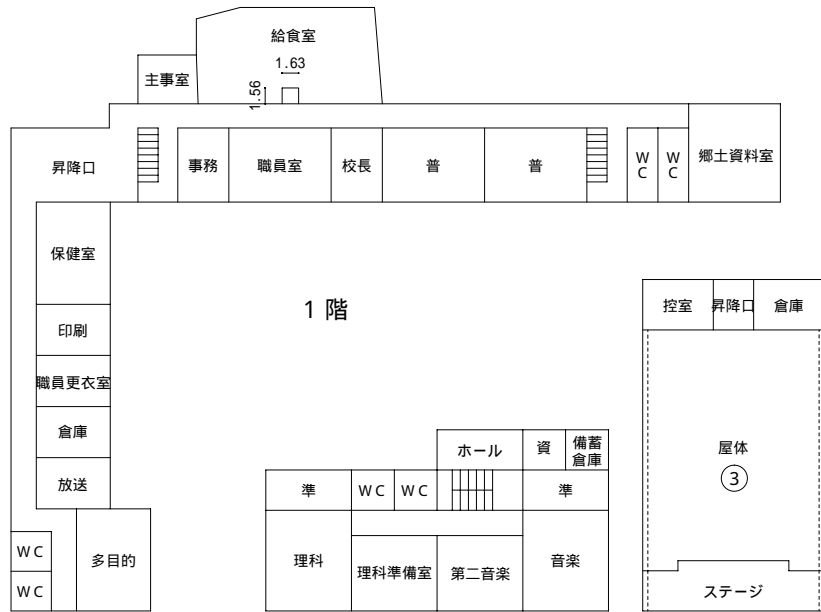 給食室
1.63
1.56
主事室
昇降口
事務
職員室
校長
普
普
WC
WC
郷土資料室
保健室
印刷
職員更衣室
倉庫
放送
多目的
WC
WC
1 階
控室
昇降口
倉庫
屋体
③
ステージ
ホール
資
備蓄
倉庫
準
WC
WC
準
理科
理科準備室
第二音楽
音楽